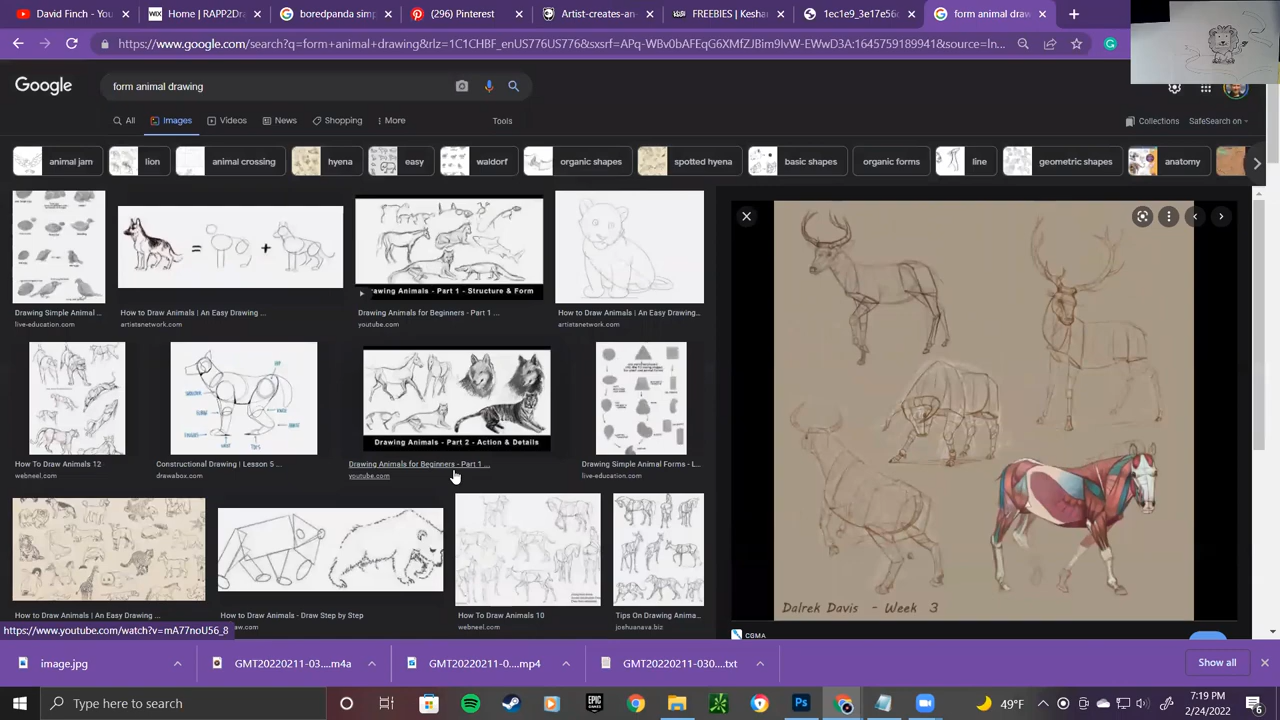 David Finch - You
Home | RAPP2Dra
boredpanda sim
(296) Pinterest
Artist-creates-an
FREEBIES | Kesha
1ec1e9_3e17e56
form animal draw
https://www.google.com/search?q=form+animal+drawing&rlz=1C1CHBF_enUS776US776&sxsrf=APq-WBv0bAFEqG6XMfZJBim9IvW-EWwD3A:1645759189941&source=ln...
Google
form animal drawing
All
Images
Videos
News
Shopping
More
Tools
Collections
SafeSearch on
animal jam
lion
animal crossing
hyena
easy
waldorf
organic shapes
spotted hyena
basic shapes
organic forms
line
geometric shapes
anatomy
rawing Animals - Part 1 - Structure & Form
Drawing Simple Animal ...
live-education.com
How to Draw Animals | An Easy Drawing ...
artistsnetwork.com
Drawing Animals for Beginners - Part 1 ...
youtube.com
How to Draw Animals | An Easy Drawing...
artistsnetwork.com
Drawing Animals - Part 2 - Action & Details
How To Draw Animals 12
webneel.com
Constructional Drawing | Lesson 5 ...
drawabox.com
Drawing Animals for Beginners - Part 1 ...
youtube.com
Drawing Simple Animal Forms - L...
live-education.com
How to Draw Animals | An Easy Drawing ...
How to Draw Animals - Draw Step by Step
aw.com
How To Draw Animals 10
webneel.com
Tips On Drawing Anima...
joshuanava.biz
Dalrek Davis - Week 3
CGMA
https://www.youtube.com/watch?v=mA77noU56_8
image.jpg
GMT20220211-03....m4a
GMT20220211-0....mp4
GMT20220211-030....txt
Show all
Type here to search
EPIC GAMES
Ps
49°F
7:19 PM
2/24/2022
6